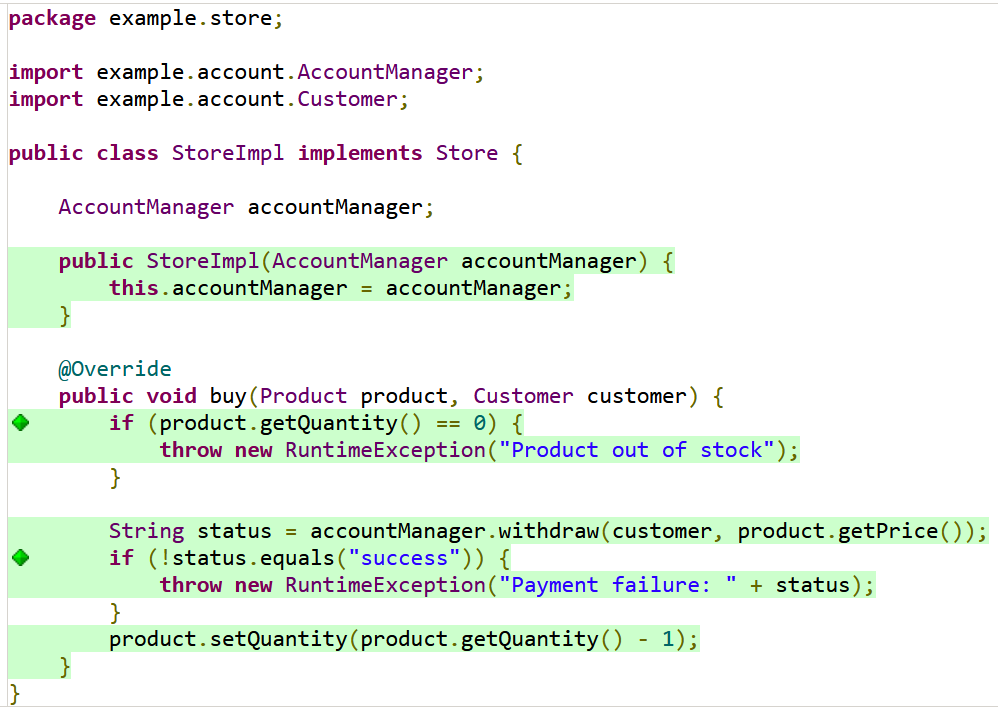 package example.store;
import example.account.AccountManager;
import example.account.Customer;
public class StoreImpl implements Store {
    AccountManager accountManager;
    public StoreImpl(AccountManager accountManager) {
        this.accountManager = accountManager;
    }
    @Override
    public void buy(Product product, Customer customer) {
        if (product.getQuantity() == 0) {
            throw new RuntimeException("Product out of stock");
        }
        String status = accountManager.withdraw(customer, product.getPrice());
        if (!status.equals("success")) {
            throw new RuntimeException("Payment failure: " + status);
        }
        product.setQuantity(product.getQuantity() - 1);
    }
}